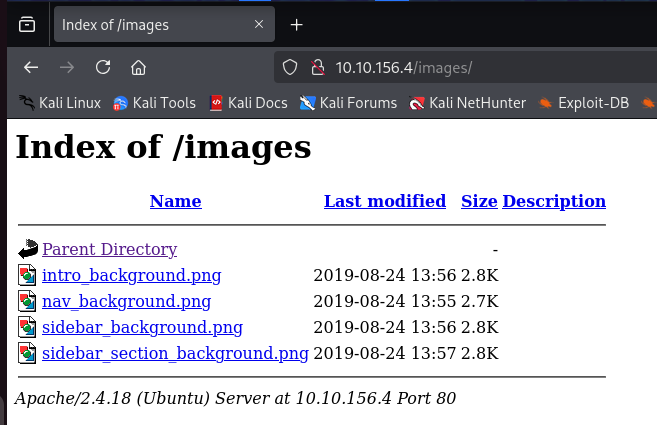 Index of /images
10.10.156.4/images/
Kali Linux Kali Tools Kali Docs Kali Forums Kali NetHunter Exploit-DB
Index of /images
Name Last modified Size Description
Parent Directory -
intro_background.png 2019-08-24 13:56 2.8K
nav_background.png 2019-08-24 13:55 2.7K
sidebar_background.png 2019-08-24 13:56 2.8K
sidebar_section_background.png 2019-08-24 13:57 2.8K
Apache/2.4.18 (Ubuntu) Server at 10.10.156.4 Port 80